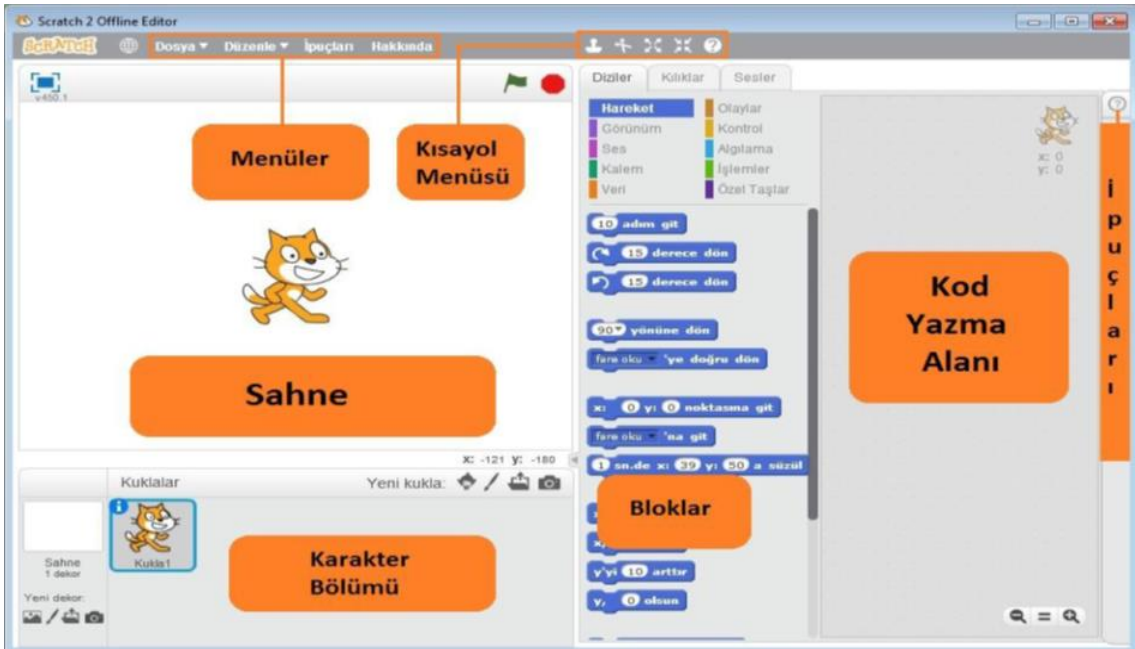 Scratch 2 Offline Editor
SCRATCH Dosya Düzenle İpuçları Hakkında
v450.1
Menüler
Kısayol
Menüsü
Sahne
x: -121 y: -180
Diziler Kılıklar Sesler
Hareket Olaylar
Görünüm Kontrol
Ses Algılama
Kalem İşlemler
Veri Özel Taşlar
10 adım git
15 derece dön
15 derece dön
90 yönüne dön
fare oku 'ye doğru dön
x: 0 y: 0 noktasına git
fare oku 'na git
1 sn.de x: 39 y: 50 a süzül
Bloklar
y'yi 10 arttır
y, 0 olsun
x: 0
y: 0
Kod
Yazma
Alanı
İpuçları
Kuklalar Yeni kukla:
Sahne
1 dekor
Yeni dekor:
Kukla1
Karakter
Bölümü